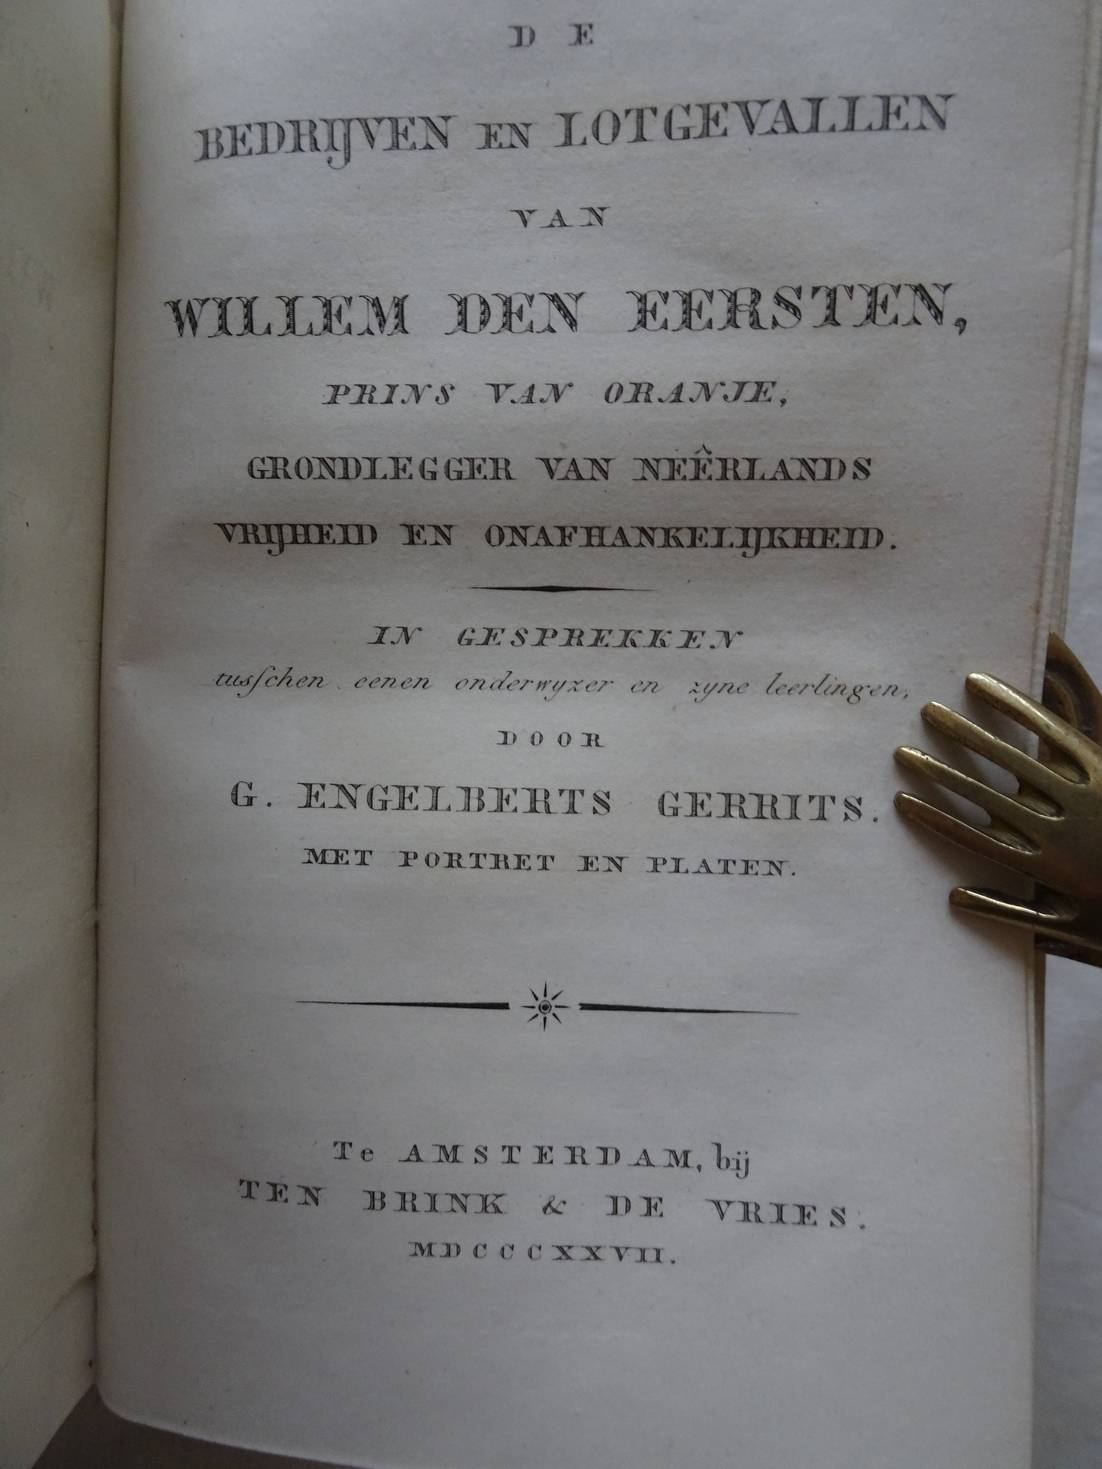 DE
BEDRIJVEN EN LOTGEVALLEN
VAN
WILLEM DEN EERSTEN,
PRINS VAN ORANJE,
GRONDLEGGER VAN NEÊRLANDS
VRIJHEID EN ONAFHANKELIJKHEID.
IN GESPREKKEN
tusſchen eenen onderwyzer en zyne leerlingen,
DOOR
G. ENGELBERTS GERRITS.
MET PORTRET EN PLATEN.
Te AMSTERDAM, bij
TEN BRINK & DE VRIES.
MDCCCXXVII.